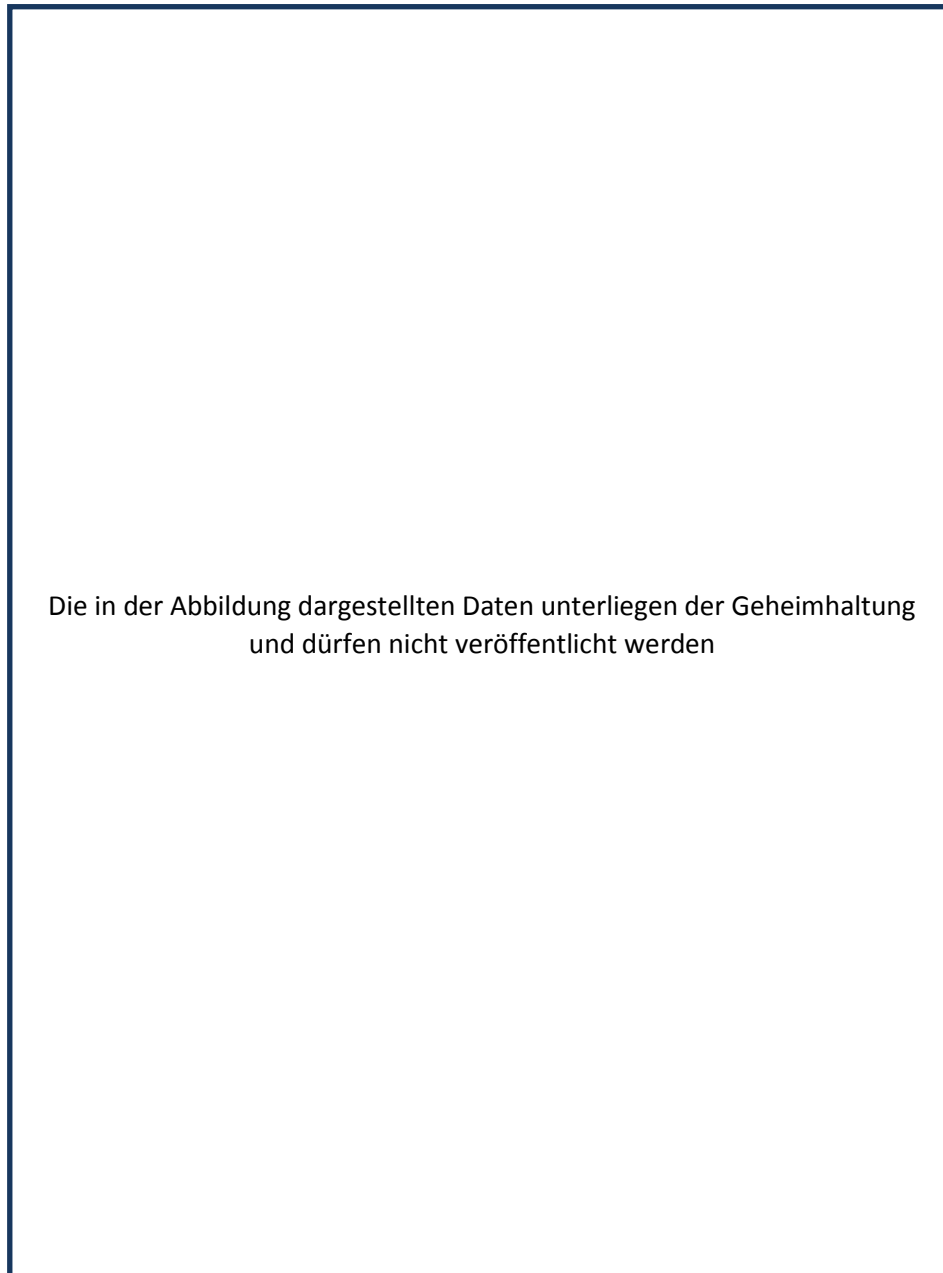 Die in der Abbildung dargestellten Daten unterliegen der Geheimhaltung
und dürfen nicht veröffentlicht werden